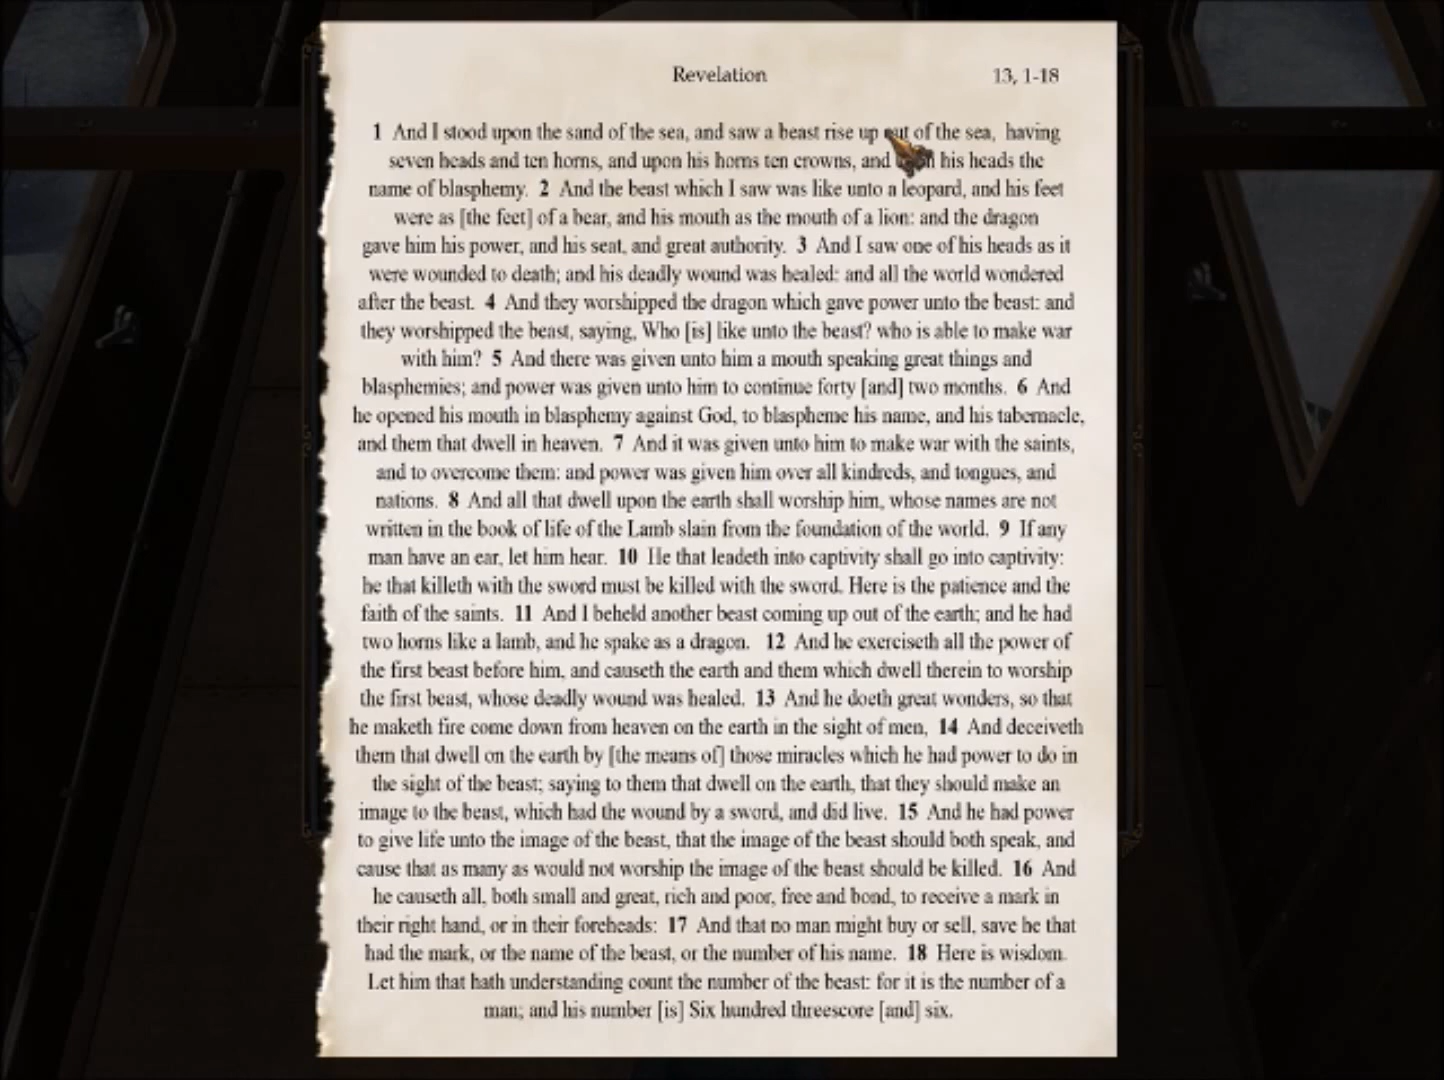 Revelation 13, 1-18
1 And I stood upon the sand of the sea, and saw a beast rise up out of the sea, having
seven heads and ten horns, and upon his horns ten crowns, and upon his heads the
name of blasphemy. 2 And the beast which I saw was like unto a leopard, and his feet
were as [the feet] of a bear, and his mouth as the mouth of a lion: and the dragon
gave him his power, and his seat, and great authority. 3 And I saw one of his heads as it
were wounded to death; and his deadly wound was healed: and all the world wondered
after the beast. 4 And they worshipped the dragon which gave power unto the beast: and
they worshipped the beast, saying, Who [is] like unto the beast? who is able to make war
with him? 5 And there was given unto him a mouth speaking great things and
blasphemies; and power was given unto him to continue forty [and] two months. 6 And
he opened his mouth in blasphemy against God, to blaspheme his name, and his tabernacle,
and them that dwell in heaven. 7 And it was given unto him to make war with the saints,
and to overcome them: and power was given him over all kindreds, and tongues, and
nations. 8 And all that dwell upon the earth shall worship him, whose names are not
written in the book of life of the Lamb slain from the foundation of the world. 9 If any
man have an ear, let him hear. 10 He that leadeth into captivity shall go into captivity:
he that killeth with the sword must be killed with the sword. Here is the patience and the
faith of the saints. 11 And I beheld another beast coming up out of the earth; and he had
two horns like a lamb, and he spake as a dragon. 12 And he exerciseth all the power of
the first beast before him, and causeth the earth and them which dwell therein to worship
the first beast, whose deadly wound was healed. 13 And he doeth great wonders, so that
he maketh fire come down from heaven on the earth in the sight of men, 14 And deceiveth
them that dwell on the earth by [the means of] those miracles which he had power to do in
the sight of the beast; saying to them that dwell on the earth, that they should make an
image to the beast, which had the wound by a sword, and did live. 15 And he had power
to give life unto the image of the beast, that the image of the beast should both speak, and
cause that as many as would not worship the image of the beast should be killed. 16 And
he causeth all, both small and great, rich and poor, free and bond, to receive a mark in
their right hand, or in their foreheads: 17 And that no man might buy or sell, save he that
had the mark, or the name of the beast, or the number of his name. 18 Here is wisdom.
Let him that hath understanding count the number of the beast: for it is the number of a
man; and his number [is] Six hundred threescore [and] six.